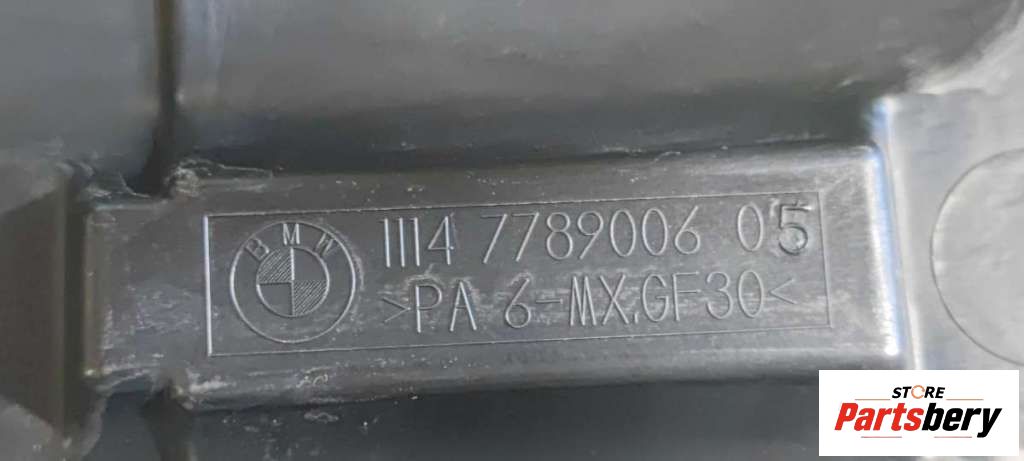 BMW
1114 7789006 05
>PA 6-MX,GF30<
STORE
Partsbery